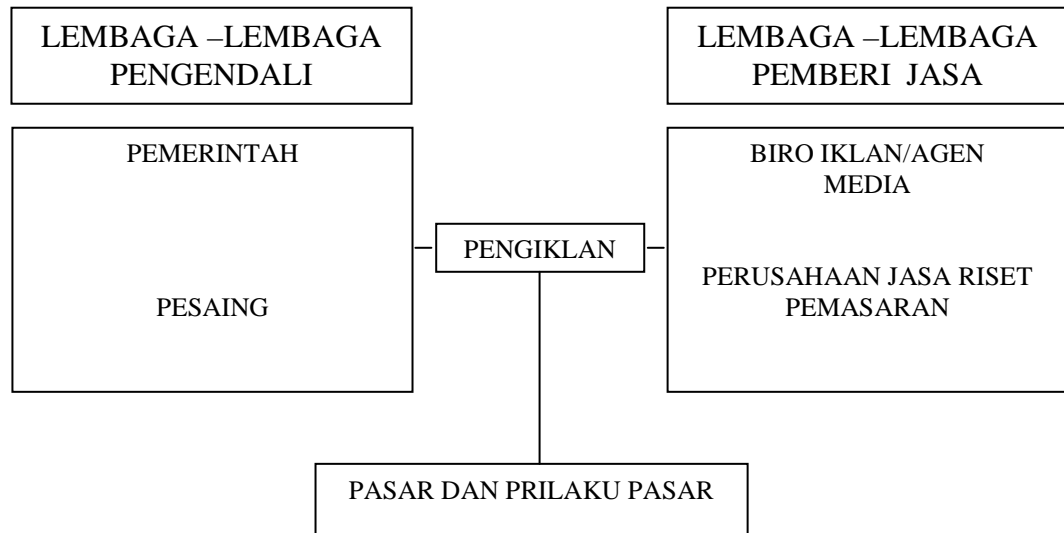 LEMBAGA –LEMBAGA
PENGENDALI
LEMBAGA –LEMBAGA
PEMBERI JASA
PEMERINTAH
PESAING
PENGIKLAN
BIRO IKLAN/AGEN
MEDIA
PERUSAHAAN JASA RISET
PEMASARAN
PASAR DAN PRILAKU PASAR